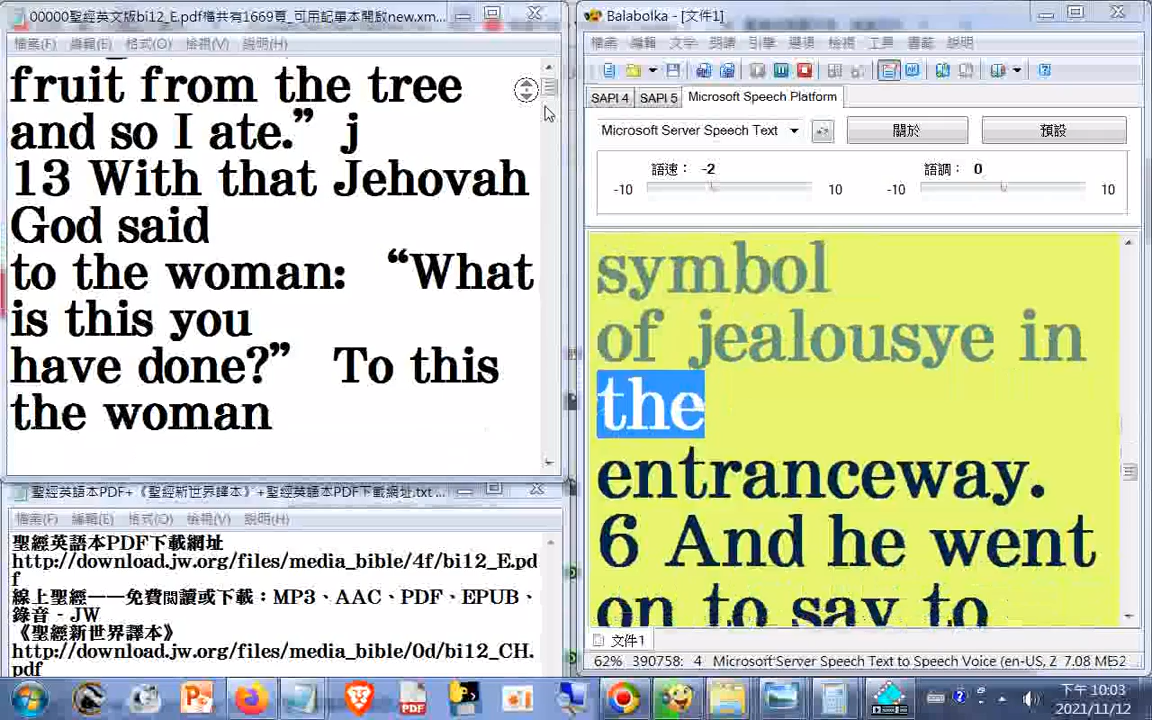 00000聖經英文版bi12_E.pdf檔共有1669頁_可用記事本開啟new.xm...
檔案(F) 編輯(E) 格式(O) 檢視(V) 說明(H)
fruit from the tree
and so I ate.” j
13 With that Jehovah
God said
to the woman: “What
is this you
have done?” To this
the woman
聖經英語本PDF+《聖經新世界譯本》+聖經英語本PDF下載網址.txt ...
檔案(F) 編輯(E) 格式(O) 檢視(V) 說明(H)
聖經英語本PDF下載網址
http://download.jw.org/files/media_bible/4f/bi12_E.pd
f
線上聖經——免費閱讀或下載：MP3、AAC、PDF、EPUB、
錄音 - JW
《聖經新世界譯本》
http://download.jw.org/files/media_bible/0d/bi12_CH.
pdf
Balabolka - [文件1]
檔案 編輯 文字 朗讀 引擎 選項 檢視 工具 書籤 說明
SAPI 4 SAPI 5 Microsoft Speech Platform
Microsoft Server Speech Text 關於 預設
語速： -2 語調： 0
-10 10 -10 10
symbol
of jealousye in
the
entranceway.
6 And he went
on to say to
文件1
62% 390758: 4 Microsoft Server Speech Text to Speech Voice (en-US, Z 7.08 ME52
下午 10:03
2021/11/12